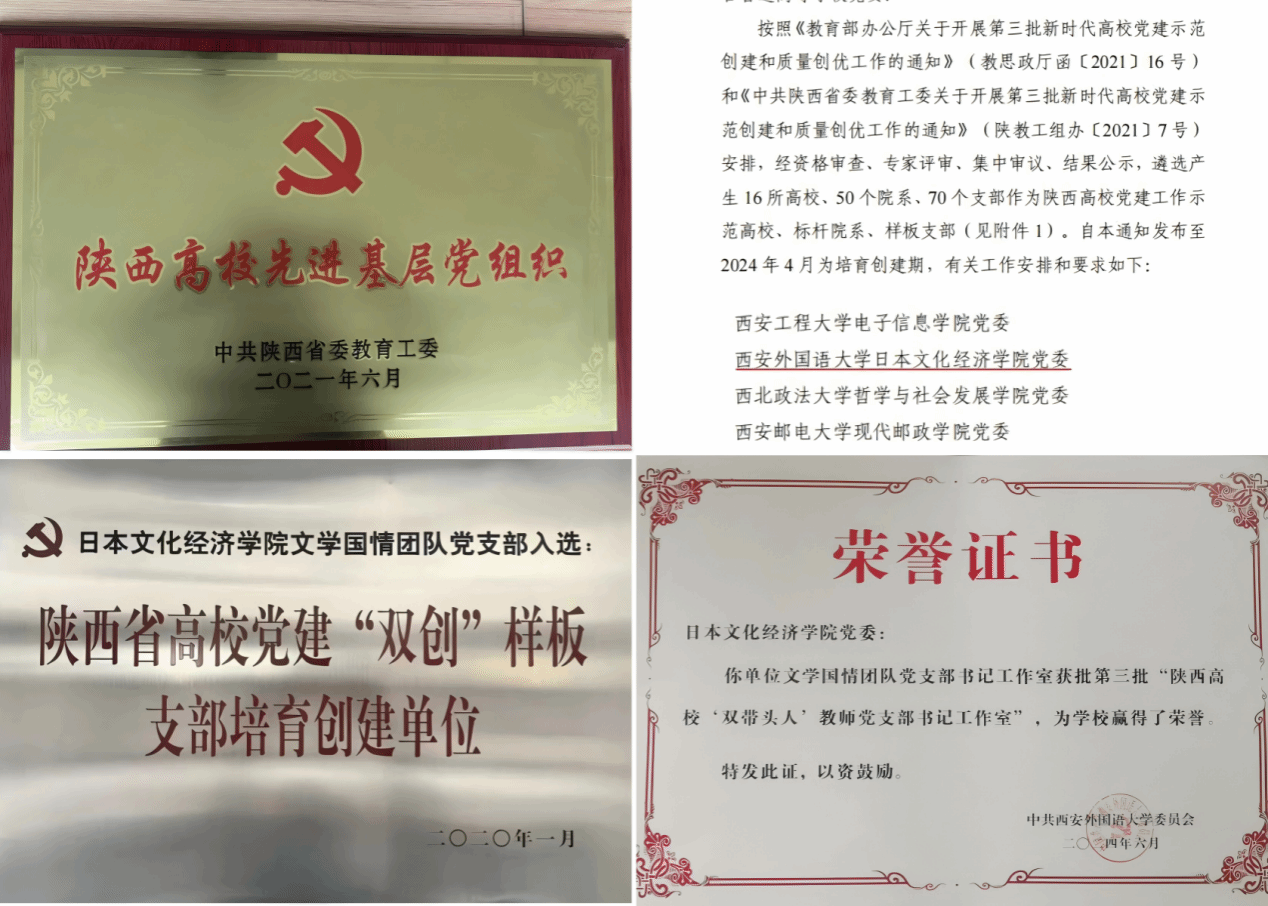 陕西高校先进基层党组织
中共陕西省委教育工委
二〇二一年六月
按照《教育部办公厅关于开展第三批新时代高校党建示范
创建和质量创优工作的通知》（教思政厅函〔2021〕16号）
和《中共陕西省委教育工委关于开展第三批新时代高校党建示
范创建和质量创优工作的通知》（陕教工组办〔2021〕7号）
安排，经资格审查、专家评审、集中审议、结果公示，遴选产
生16所高校、50个院系、70个支部作为陕西高校党建工作示
范高校、标杆院系、样板支部（见附件1）。自本通知发布至
2024年4月为培育创建期，有关工作安排和要求如下：
西安工程大学电子信息学院党委
西安外国语大学日本文化经济学院党委
西北政法大学哲学与社会发展学院党委
西安邮电大学现代邮政学院党委
日本文化经济学院文学国情团队党支部入选：
陕西省高校党建“双创”样板
支部培育创建单位
二〇二〇年一月
荣誉证书
日本文化经济学院党委：
你单位文学国情团队党支部书记工作室获批第三批“陕西高
校‘双带头人’教师党支部书记工作室”，为学校赢得了荣誉。
特发此证，以资鼓励。
中共西安外国语大学委员会
二〇二四年六月